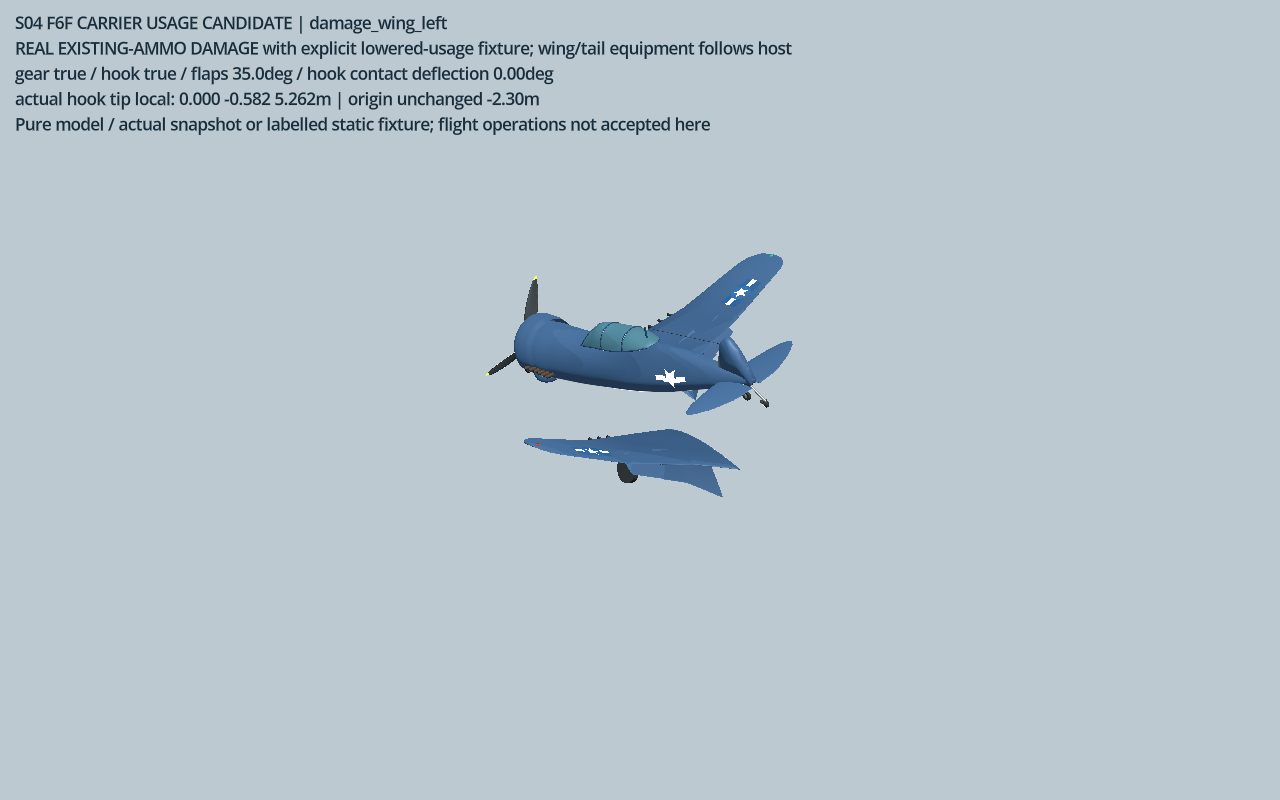 S04 F6F CARRIER USAGE CANDIDATE | damage_wing_left
REAL EXISTING-AMMO DAMAGE with explicit lowered-usage fixture; wing/tail equipment follows host
gear true / hook true / flaps 35.0deg / hook contact deflection 0.00deg
actual hook tip local: 0.000 -0.582 5.262m | origin unchanged -2.30m
Pure model / actual snapshot or labelled static fixture; flight operations not accepted here